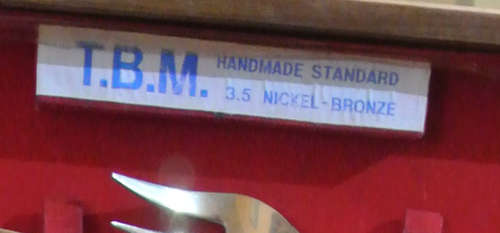 T.B.M. HANDMADE STANDARD
3.5 NICKEL-BRONZE